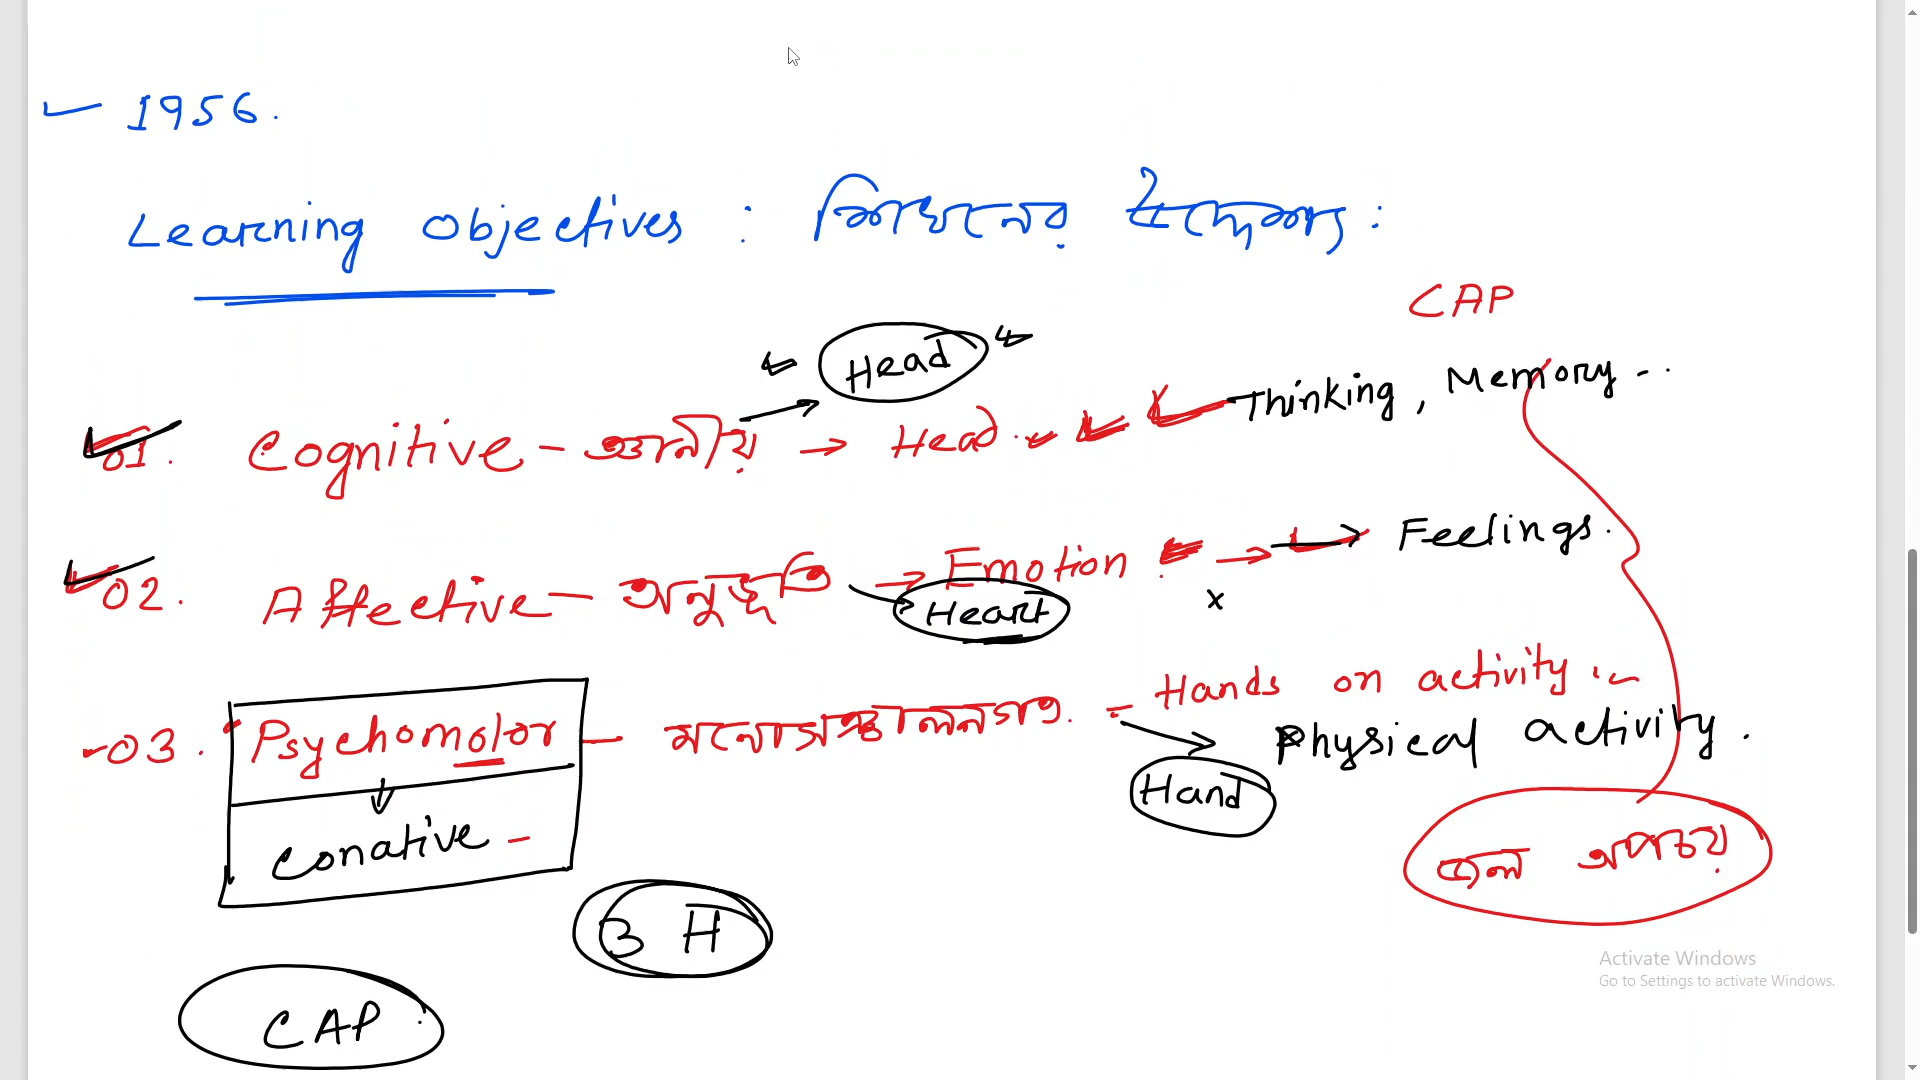 1956.
Learning Objectives : শিখনের উদ্দেশ্য :
CAP
Head
01. Cognitive - জ্ঞানীয় → Head. Thinking, Memory..
02. Affective - অনুভূতি → Emotion → Feelings.
Heart
x
03. Psychomotor - মনোসঞ্চালনগত. - Hands on activity.
Physical activity.
Hand
Conative -
অপচয়
3 H
CAP.
Activate Windows
Go to Settings to activate Windows.